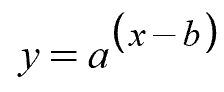 y = a^(x − b)